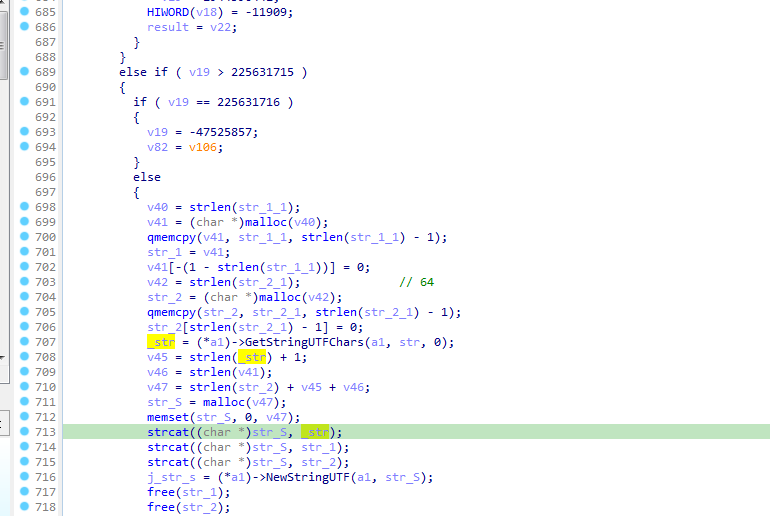 685 HIWORD(v18) = -11909;
686 result = v22;
687 }
688 }
689 else if ( v19 > 225631715 )
690 {
691 if ( v19 == 225631716 )
692 {
693 v19 = -47525857;
694 v82 = v106;
695 }
696 else
697 {
698 v40 = strlen(str_1_1);
699 v41 = (char *)malloc(v40);
700 qmemcpy(v41, str_1_1, strlen(str_1_1) - 1);
701 str_1 = v41;
702 v41[-(1 - strlen(str_1_1))] = 0;
703 v42 = strlen(str_2_1); // 64
704 str_2 = (char *)malloc(v42);
705 qmemcpy(str_2, str_2_1, strlen(str_2_1) - 1);
706 str_2[strlen(str_2_1) - 1] = 0;
707 _str = (*a1)->GetStringUTFChars(a1, str, 0);
708 v45 = strlen(_str) + 1;
709 v46 = strlen(v41);
710 v47 = strlen(str_2) + v45 + v46;
711 str_S = malloc(v47);
712 memset(str_S, 0, v47);
713 strcat((char *)str_S, _str);
714 strcat((char *)str_S, str_1);
715 strcat((char *)str_S, str_2);
716 j_str_s = (*a1)->NewStringUTF(a1, str_S);
717 free(str_1);
718 free(str_2);